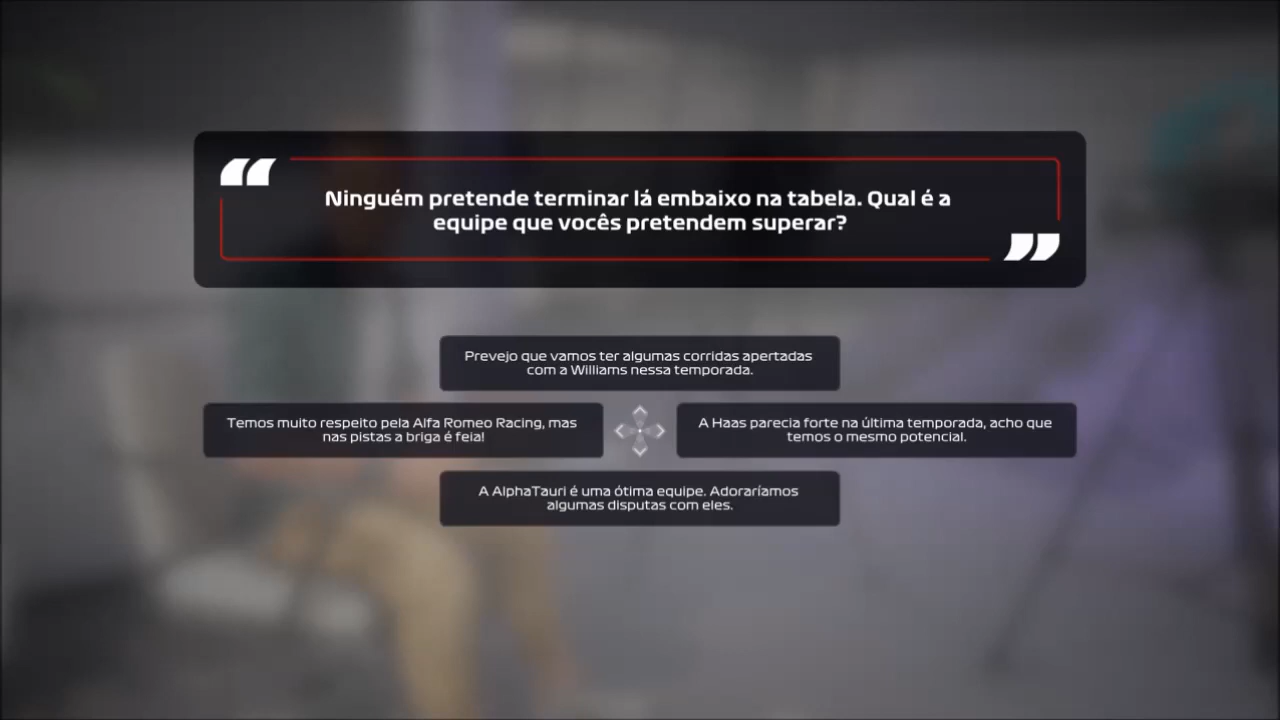 Ninguém pretende terminar lá embaixo na tabela. Qual é a
equipe que vocês pretendem superar?
Prevejo que vamos ter algumas corridas apertadas
com a Williams nessa temporada.
Temos muito respeito pela Alfa Romeo Racing, mas
nas pistas a briga é feia!
A Haas parecia forte na última temporada, acho que
temos o mesmo potencial.
A AlphaTauri é uma ótima equipe. Adoraríamos
algumas disputas com eles.